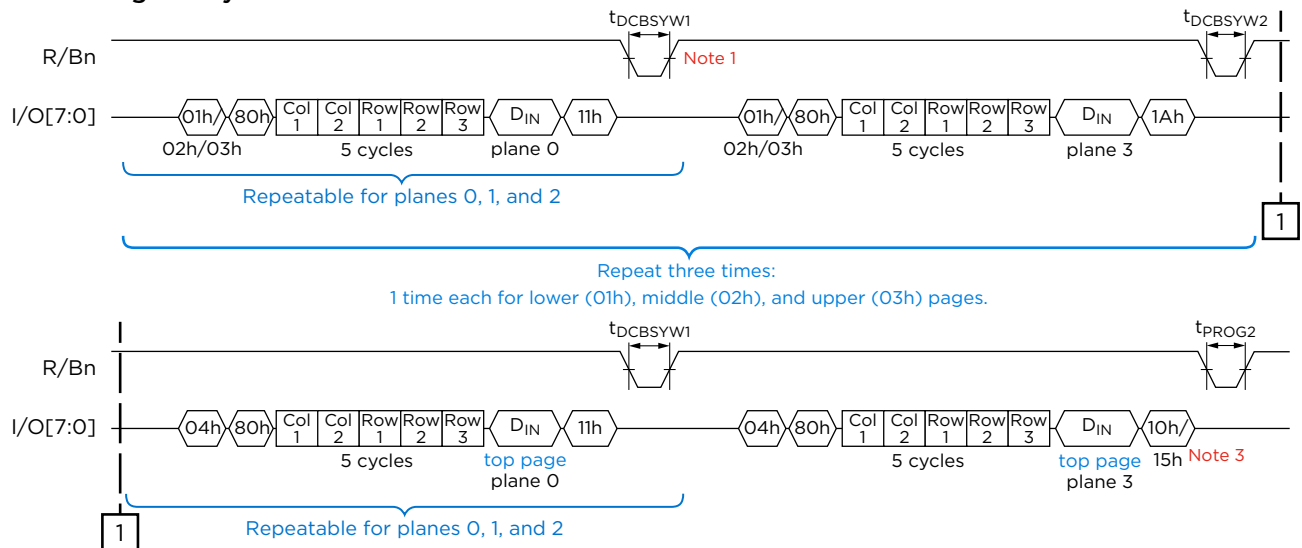 tDCBSYW1 tDCBSYW2
R/Bn Note 1
I/O[7:0] 01h/ 80h Col 1 Col 2 Row 1 Row 2 Row 3 DIN 11h 01h/ 80h Col 1 Col 2 Row 1 Row 2 Row 3 DIN 1Ah
02h/03h 5 cycles plane 0 02h/03h 5 cycles plane 3
Repeatable for planes 0, 1, and 2
1
Repeat three times:
1 time each for lower (01h), middle (02h), and upper (03h) pages.
tDCBSYW1 tPROG2
R/Bn
I/O[7:0] 04h 80h Col 1 Col 2 Row 1 Row 2 Row 3 DIN 11h 04h 80h Col 1 Col 2 Row 1 Row 2 Row 3 DIN 10h/
5 cycles top page 5 cycles top page 15h Note 3
plane 0 plane 3
Repeatable for planes 0, 1, and 2
1